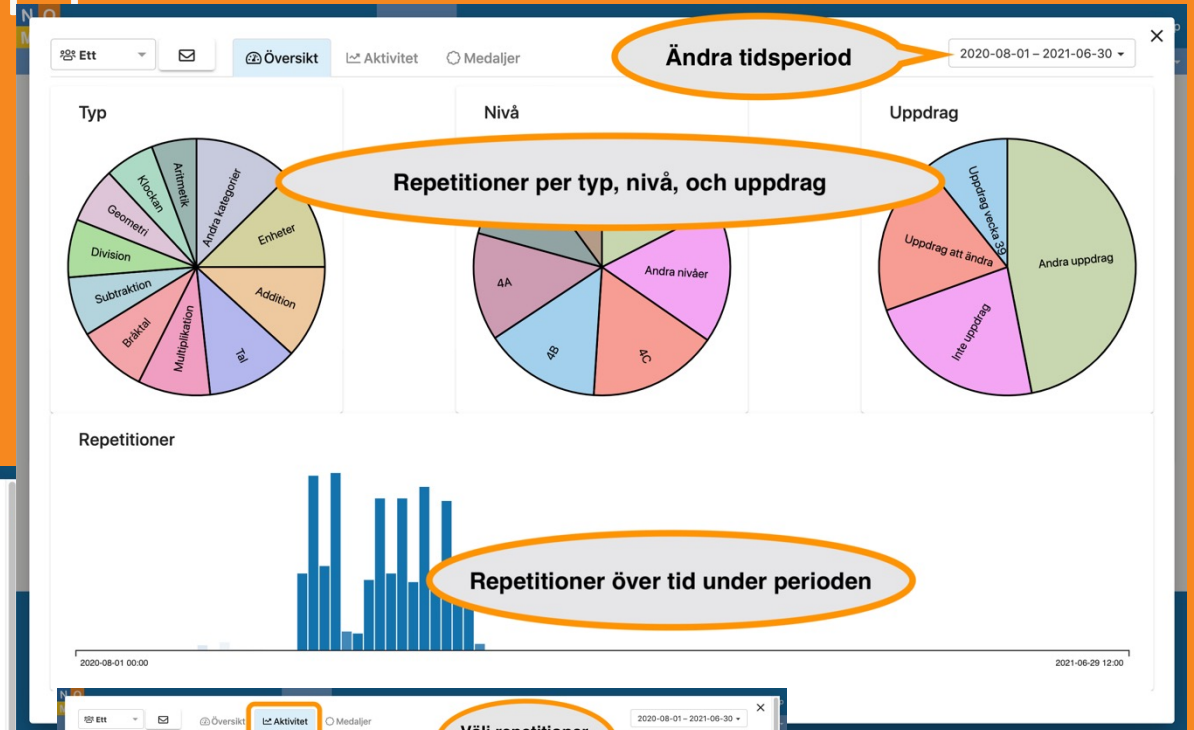 N O
M
Ett
Översikt
Aktivitet
Medaljer
Ändra tidsperiod
2020-08-01 – 2021-06-30
Typ
Nivå
Uppdrag
Repetitioner per typ, nivå, och uppdrag
Aritmetik
Andra kategorier
Klockan
Geometri
Enheter
Division
Addition
Subtraktion
Bråktal
Multiplikation
Tal
4A
Andra nivåer
4B
4C
Uppdrag vecka 39
Uppdrag att ändra
Andra uppdrag
Inte uppdrag
Repetitioner
Repetitioner över tid under perioden
2020-08-01 00:00
2021-06-29 12:00
N O
Ett
Översikt
Aktivitet
Medaljer
Välj repetitioner
2020-08-01 – 2021-06-30